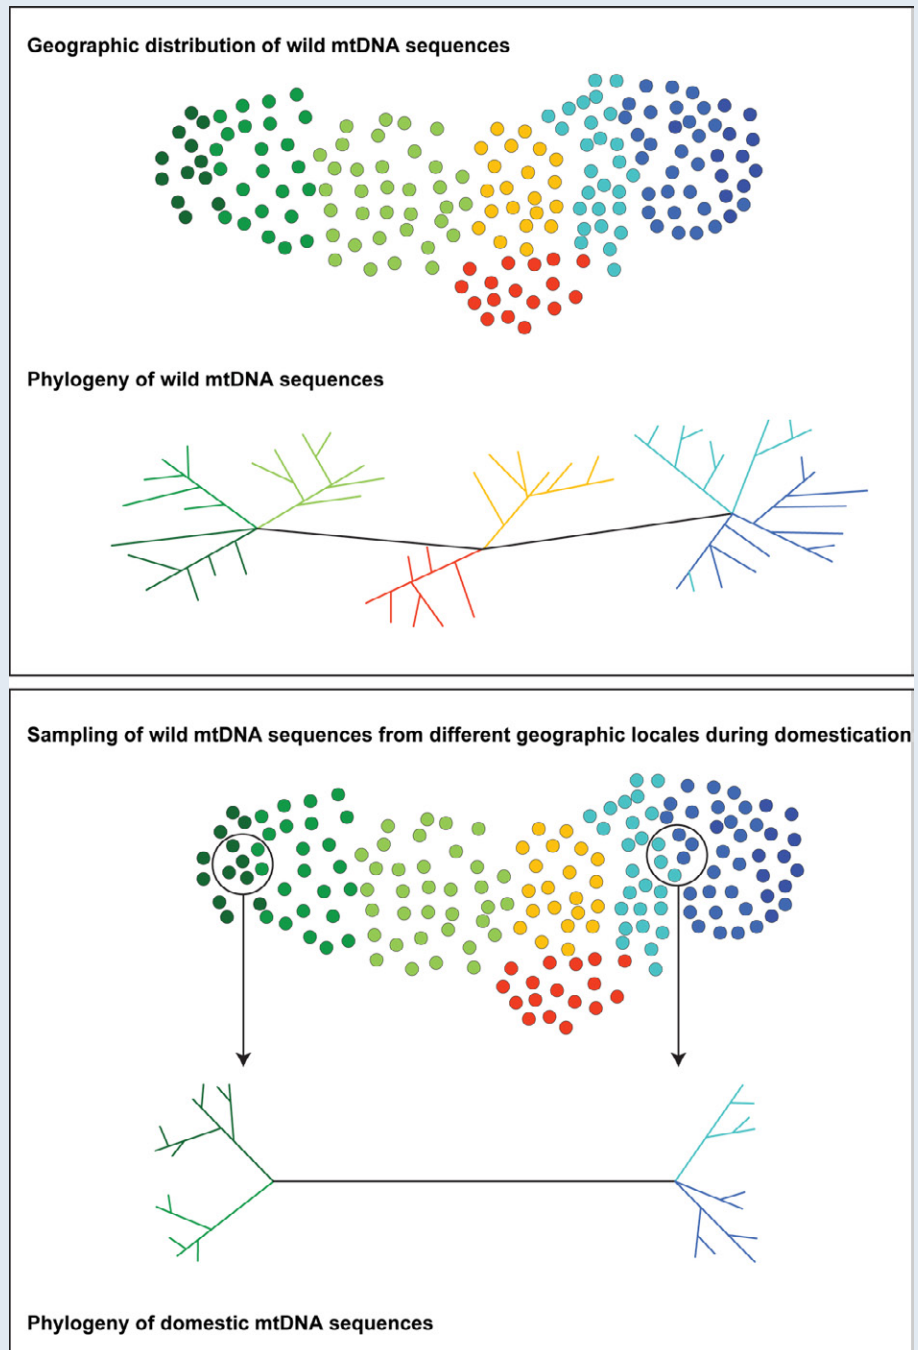 Geographic distribution of wild mtDNA sequences
Phylogeny of wild mtDNA sequences
Sampling of wild mtDNA sequences from different geographic locales during domestication
Phylogeny of domestic mtDNA sequences